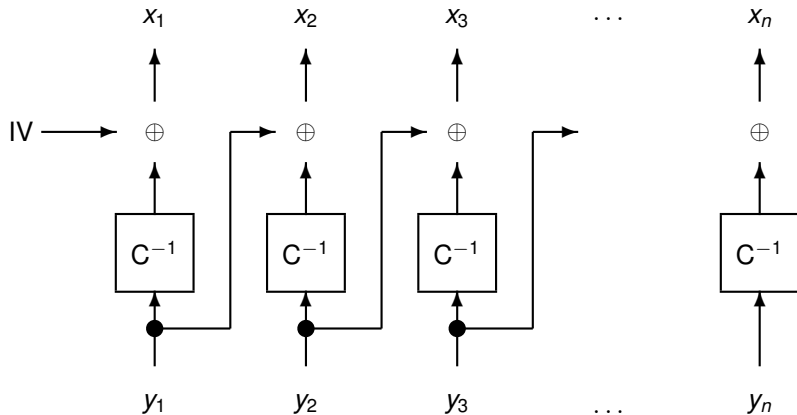 x₁ x₂ x₃ ... xₙ
IV ⊕ ⊕ ⊕ ⊕
C⁻¹ C⁻¹ C⁻¹ C⁻¹
y₁ y₂ y₃ ... yₙ